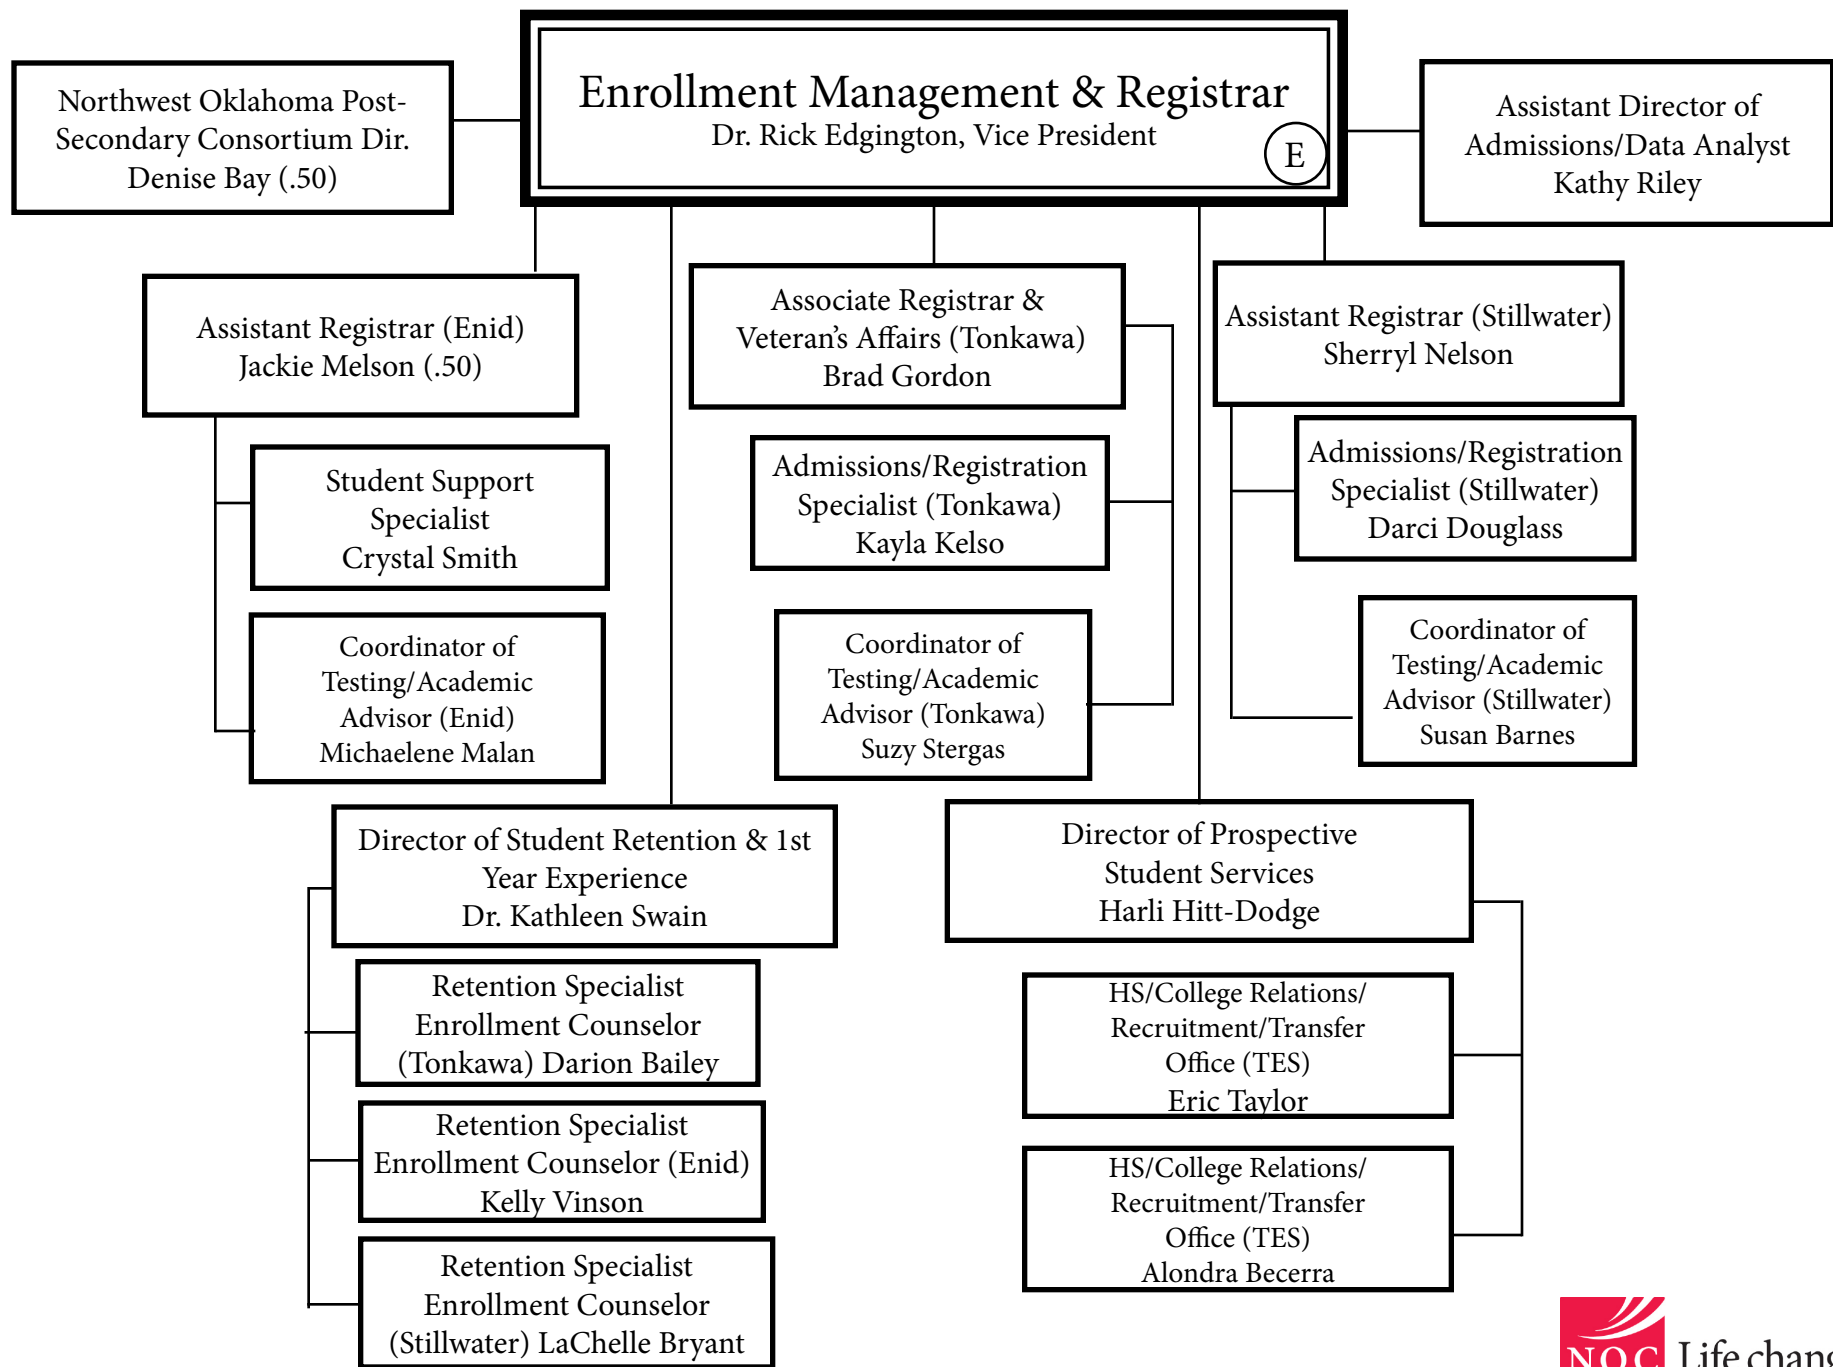 Enrollment Management & Registrar
Dr. Rick Edgington, Vice President
E
Northwest Oklahoma Post-
Secondary Consortium Dir.
Denise Bay (.50)
Assistant Director of
Admissions/Data Analyst
Kathy Riley
Assistant Registrar (Enid)
Jackie Melson (.50)
Associate Registrar &
Veteran's Affairs (Tonkawa)
Brad Gordon
Assistant Registrar (Stillwater)
Sherryl Nelson
Student Support
Specialist
Crystal Smith
Admissions/Registration
Specialist (Tonkawa)
Kayla Kelso
Admissions/Registration
Specialist (Stillwater)
Darci Douglass
Coordinator of
Testing/Academic
Advisor (Enid)
Michaelene Malan
Coordinator of
Testing/Academic
Advisor (Tonkawa)
Suzy Stergas
Coordinator of
Testing/Academic
Advisor (Stillwater)
Susan Barnes
Director of Student Retention & 1st
Year Experience
Dr. Kathleen Swain
Director of Prospective
Student Services
Harli Hitt-Dodge
Retention Specialist
Enrollment Counselor
(Tonkawa) Darion Bailey
Retention Specialist
Enrollment Counselor (Enid)
Kelly Vinson
Retention Specialist
Enrollment Counselor
(Stillwater) LaChelle Bryant
HS/College Relations/
Recruitment/Transfer
Office (TES)
Eric Taylor
HS/College Relations/
Recruitment/Transfer
Office (TES)
Alondra Becerra
NOC
Life